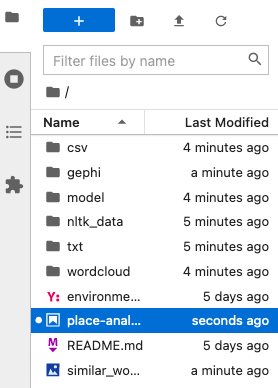 +
Filter files by name
/
Name Last Modified
csv 4 minutes ago
gephi a minute ago
model 4 minutes ago
nltk_data 5 minutes ago
txt 5 minutes ago
wordcloud 4 minutes ago
Y: environme... 5 days ago
place-anal... seconds ago
M README.md 5 days ago
similar_wo... a minute ago